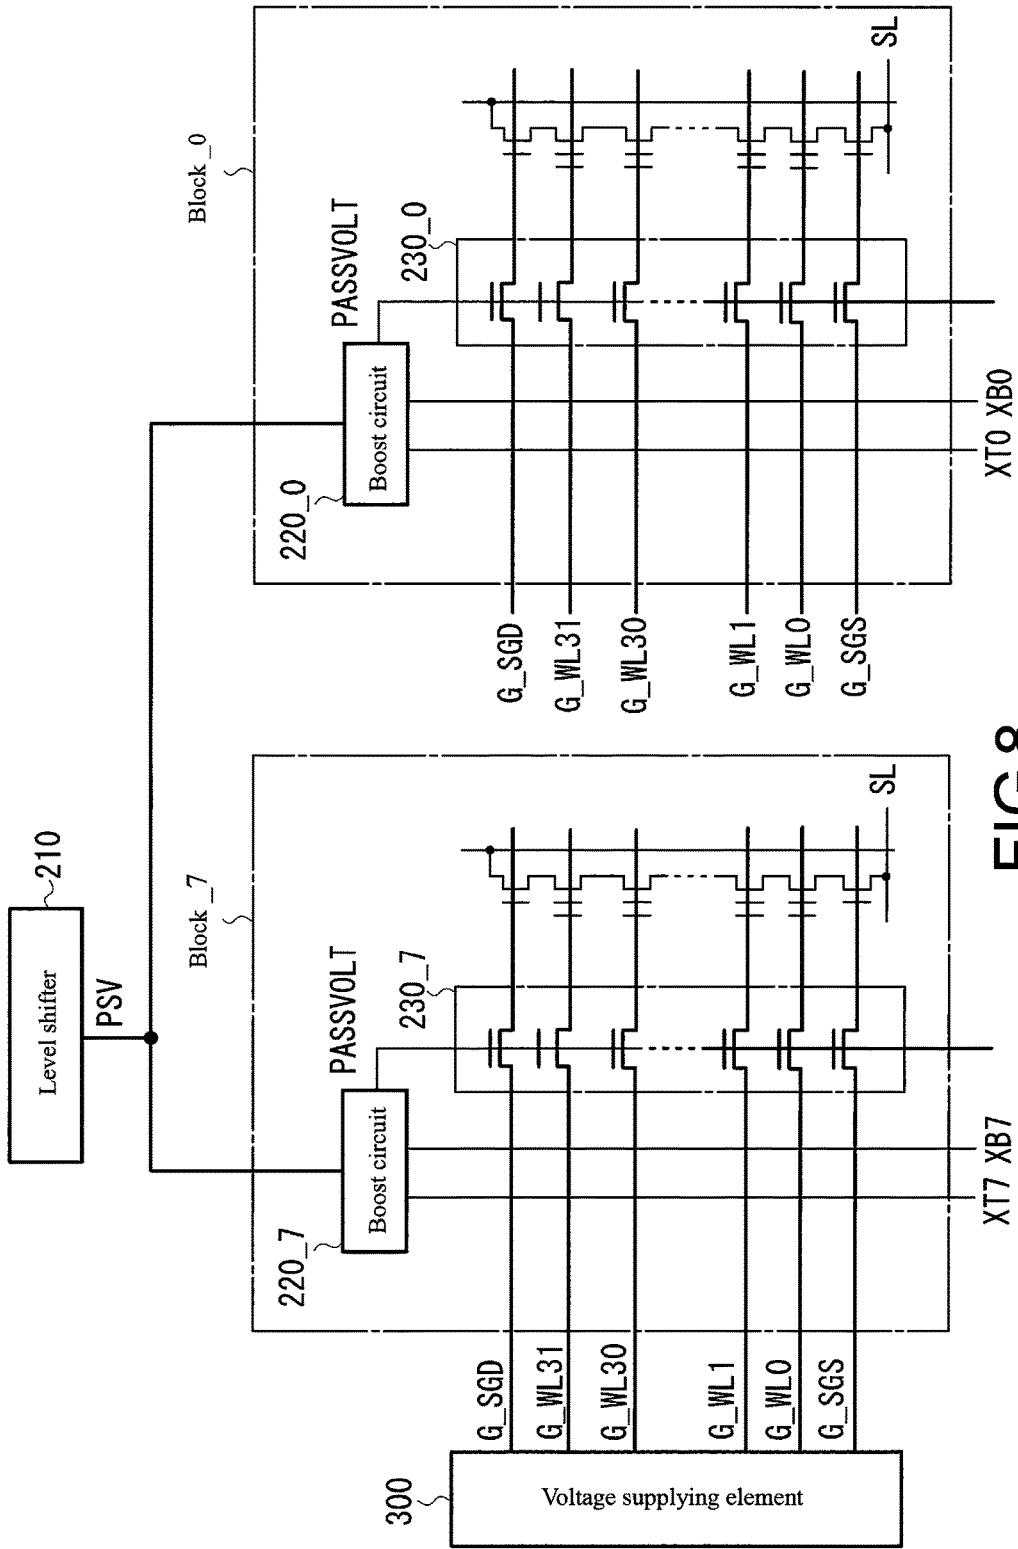 Level shifter
210
PSV
Block_7
220_7
Boost circuit
PASSVOLT
230_7
300
Voltage supplying element
G_SGD
G_WL31
G_WL30
G_WL1
G_WL0
G_SGS
SL
XT7 XB7
Block_0
220_0
Boost circuit
PASSVOLT
230_0
G_SGD
G_WL31
G_WL30
G_WL1
G_WL0
G_SGS
SL
XT0 XB0
FIG.8